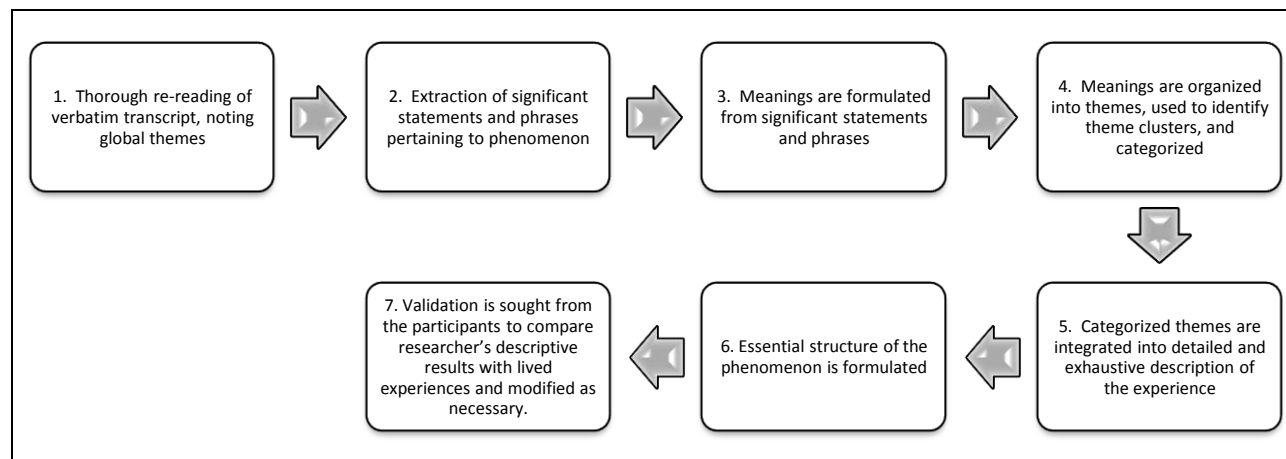 1. Thorough re-reading of
verbatim transcript, noting
global themes
2. Extraction of significant
statements and phrases
pertaining to phenomenon
3. Meanings are formulated
from significant statements
and phrases
4. Meanings are organized
into themes, used to identify
theme clusters, and
categorized
5. Categorized themes are
integrated into detailed and
exhaustive description of
the experience
6. Essential structure of the
phenomenon is formulated
7. Validation is sought from
the participants to compare
researcher’s descriptive
results with lived
experiences and modified as
necessary.